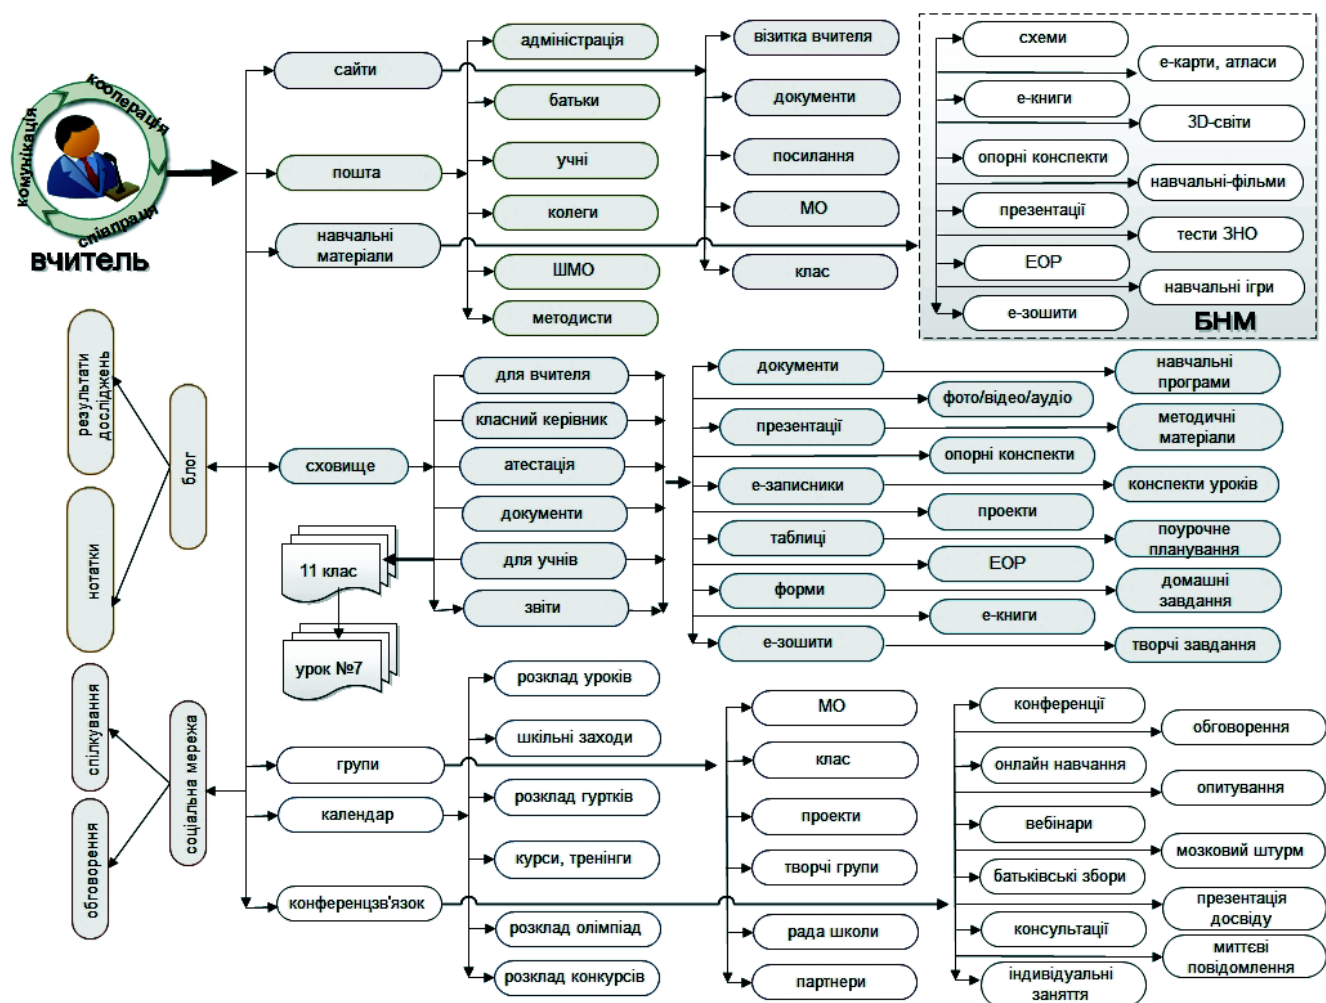 комунікація
кооперація
співпраця
вчитель
сайти
пошта
навчальні
матеріали
адміністрація
батьки
учні
колеги
ШМО
методисти
візитка вчителя
документи
посилання
МО
клас
схеми
е-карти, атласи
е-книги
3D-світи
опорні конспекти
навчальні-фільми
презентації
тести ЗНО
ЕОР
навчальні ігри
е-зошити
БНМ
результати
досліджень
нотатки
блог
сховище
11 клас
урок №7
для вчителя
класний керівник
атестація
документи
для учнів
звіти
документи
навчальні
програми
фото/відео/аудіо
презентації
методичні
матеріали
опорні конспекти
е-записники
конспекти уроків
проекти
таблиці
поурочне
планування
ЕОР
форми
домашні
завдання
е-книги
е-зошити
творчі завдання
спілкування
обговорення
соціальна мережа
групи
календар
конференцзв'язок
розклад уроків
шкільні заходи
розклад гуртків
курси, тренінги
розклад олімпіад
розклад конкурсів
МО
клас
проекти
творчі групи
рада школи
партнери
конференції
обговорення
онлайн навчання
опитування
вебінари
мозковий штурм
батьківські збори
презентація
досвіду
консультації
миттєві
повідомлення
індивідуальні
заняття